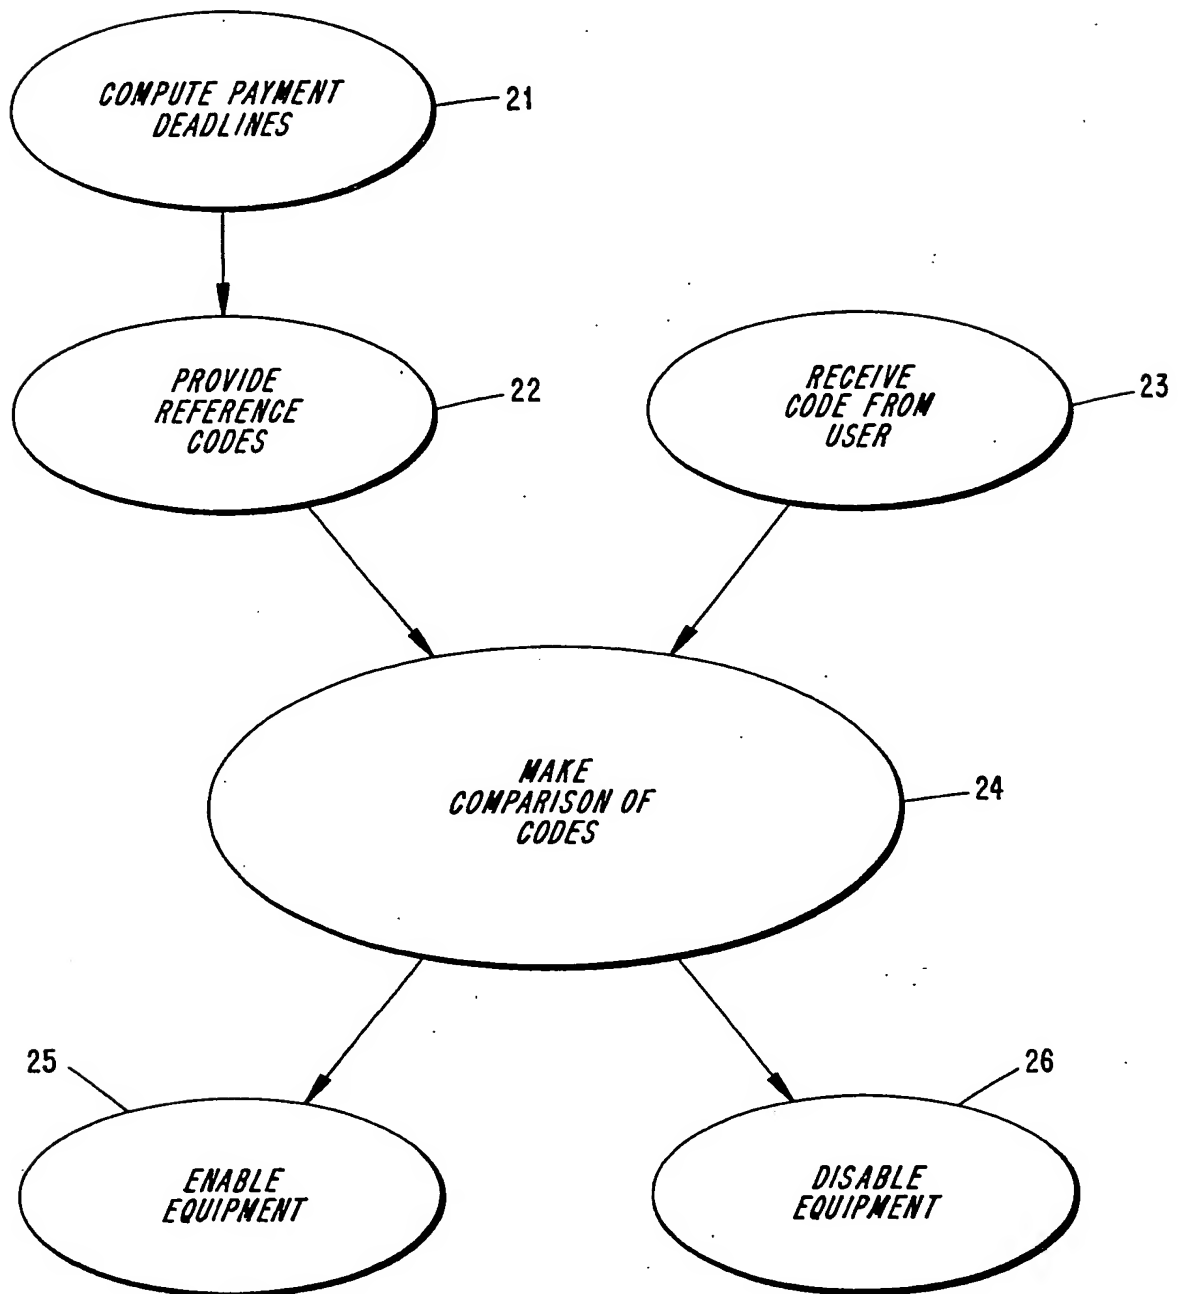 COMPUTE PAYMENT
DEADLINES
21
PROVIDE
REFERENCE
CODES
22
RECEIVE
CODE FROM
USER
23
MAKE
COMPARISON OF
CODES
24
25
ENABLE
EQUIPMENT
26
DISABLE
EQUIPMENT